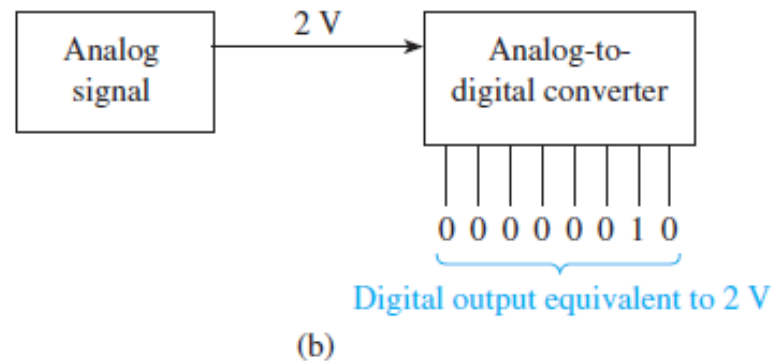 2 V
Analog
signal
Analog-to-
digital converter
0 0 0 0 0 0 1 0
Digital output equivalent to 2 V
(b)